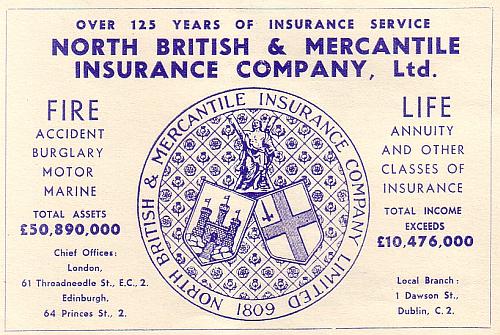 OVER 125 YEARS OF INSURANCE SERVICE
NORTH BRITISH & MERCANTILE
INSURANCE COMPANY, Ltd.
FIRE
ACCIDENT
BURGLARY
MOTOR
MARINE
TOTAL ASSETS
£50,890,000
Chief Offices:
London,
61 Threadneedle St., E.C., 2.
Edinburgh,
64 Princes St., 2.
NORTH BRITISH & MERCANTILE INSURANCE COMPANY LIMITED
1809
LIFE
ANNUITY
AND OTHER
CLASSES OF
INSURANCE
TOTAL INCOME
EXCEEDS
£10,476,000
Local Branch:
1 Dawson St.,
Dublin, C. 2.